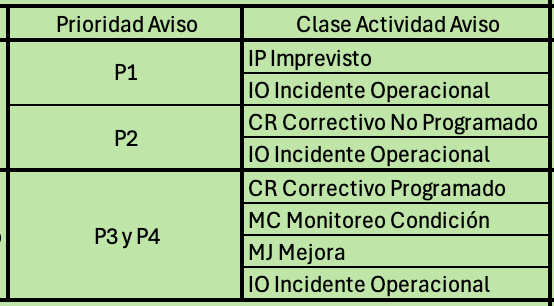 Prioridad Aviso
Clase Actividad Aviso
P1
IP Imprevisto
IO Incidente Operacional
P2
CR Correctivo No Programado
IO Incidente Operacional
P3 y P4
CR Correctivo Programado
MC Monitoreo Condición
MJ Mejora
IO Incidente Operacional